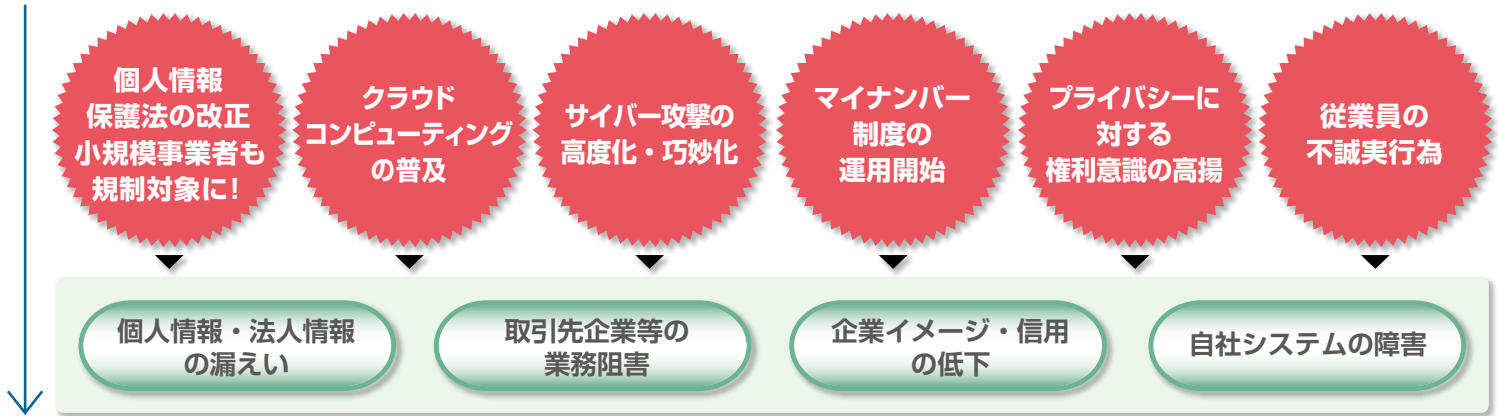 個人情報
保護法の改正
小規模事業者も
規制対象に!
クラウド
コンピューティング
の普及
サイバー攻撃の
高度化・巧妙化
マイナンバー
制度の
運用開始
プライバシーに
対する
権利意識の高揚
従業員の
不誠実行為
個人情報・法人情報
の漏えい
取引先企業等の
業務阻害
企業イメージ・信用
の低下
自社システムの障害